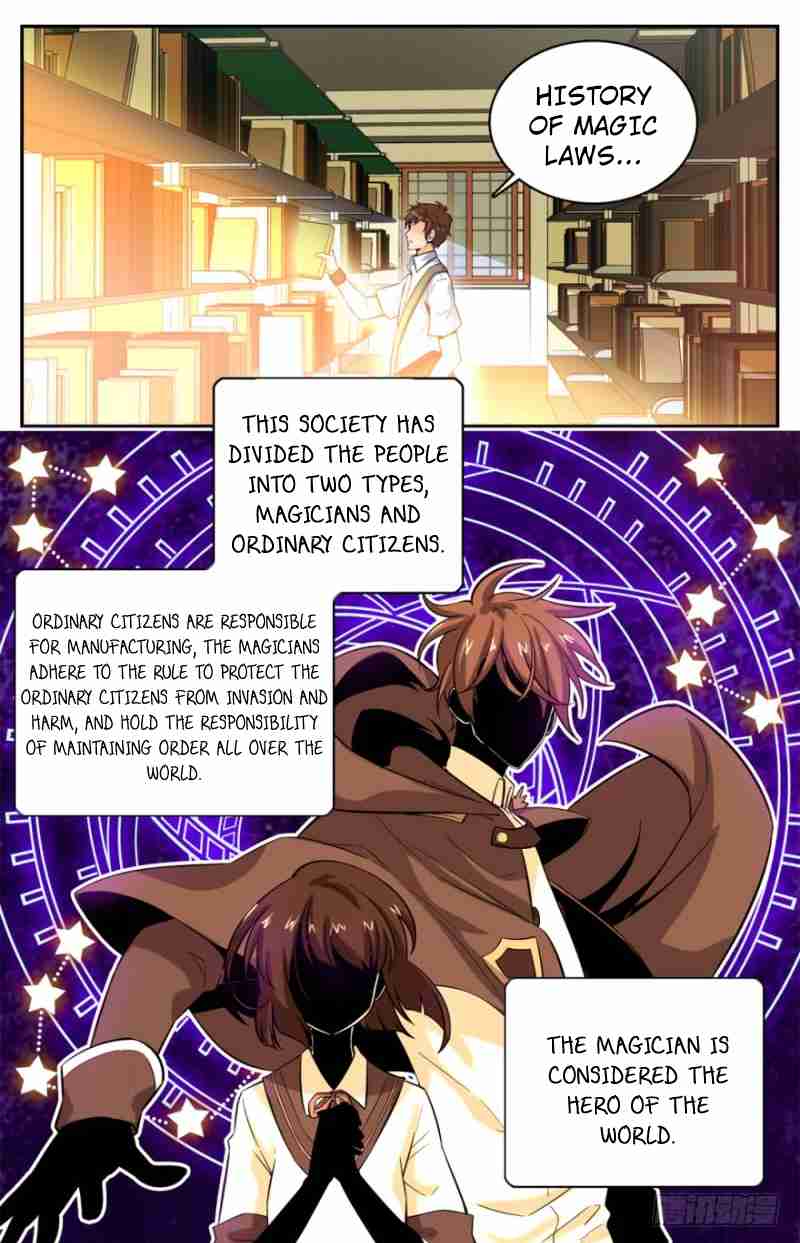 HISTORY
OF MAGIC
LAWS...
THIS SOCIETY HAS
DIVIDED THE PEOPLE
INTO TWO TYPES,
MAGICIANS AND
ORDINARY CITIZENS.
ORDINARY CITIZENS ARE RESPONSIBLE
FOR MANUFACTURING, THE MAGICIANS
ADHERE TO THE RULE TO PROTECT THE
ORDINARY CITIZENS FROM INVASION AND
HARM, AND HOLD THE RESPONSIBILITY
OF MAINTAINING ORDER ALL OVER THE
WORLD.
THE MAGICIAN IS
CONSIDERED THE
HERO OF THE
WORLD.